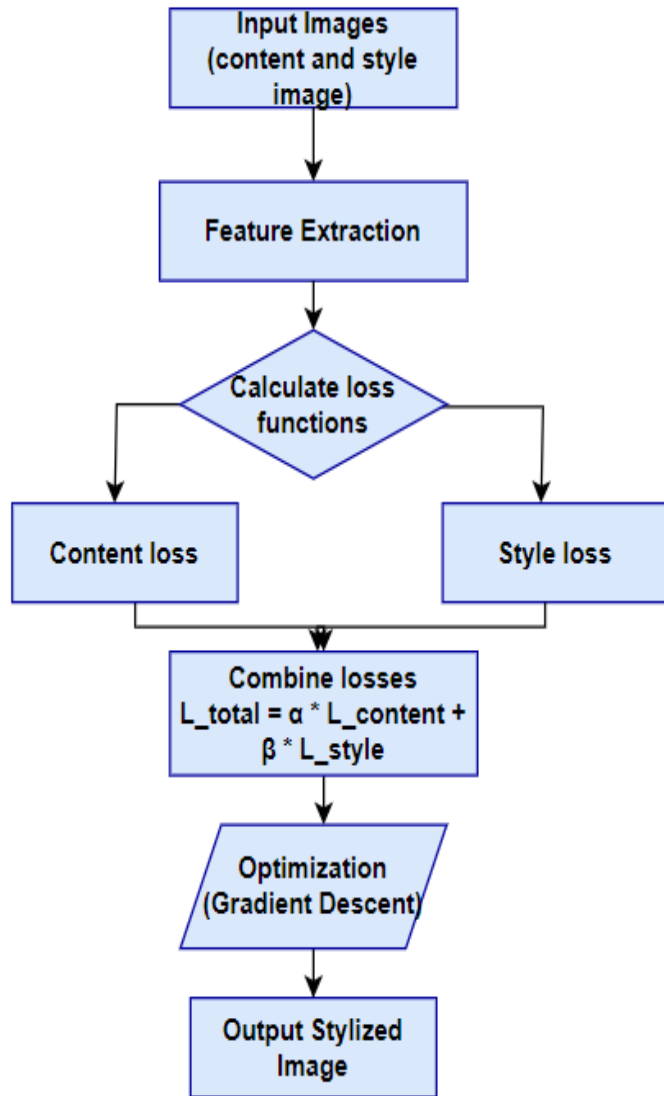 Input Images
(content and style
image)
Feature Extraction
Calculate loss
functions
Content loss
Style loss
Combine losses
L_total = α * L_content +
β * L_style
Optimization
(Gradient Descent)
Output Stylized
Image